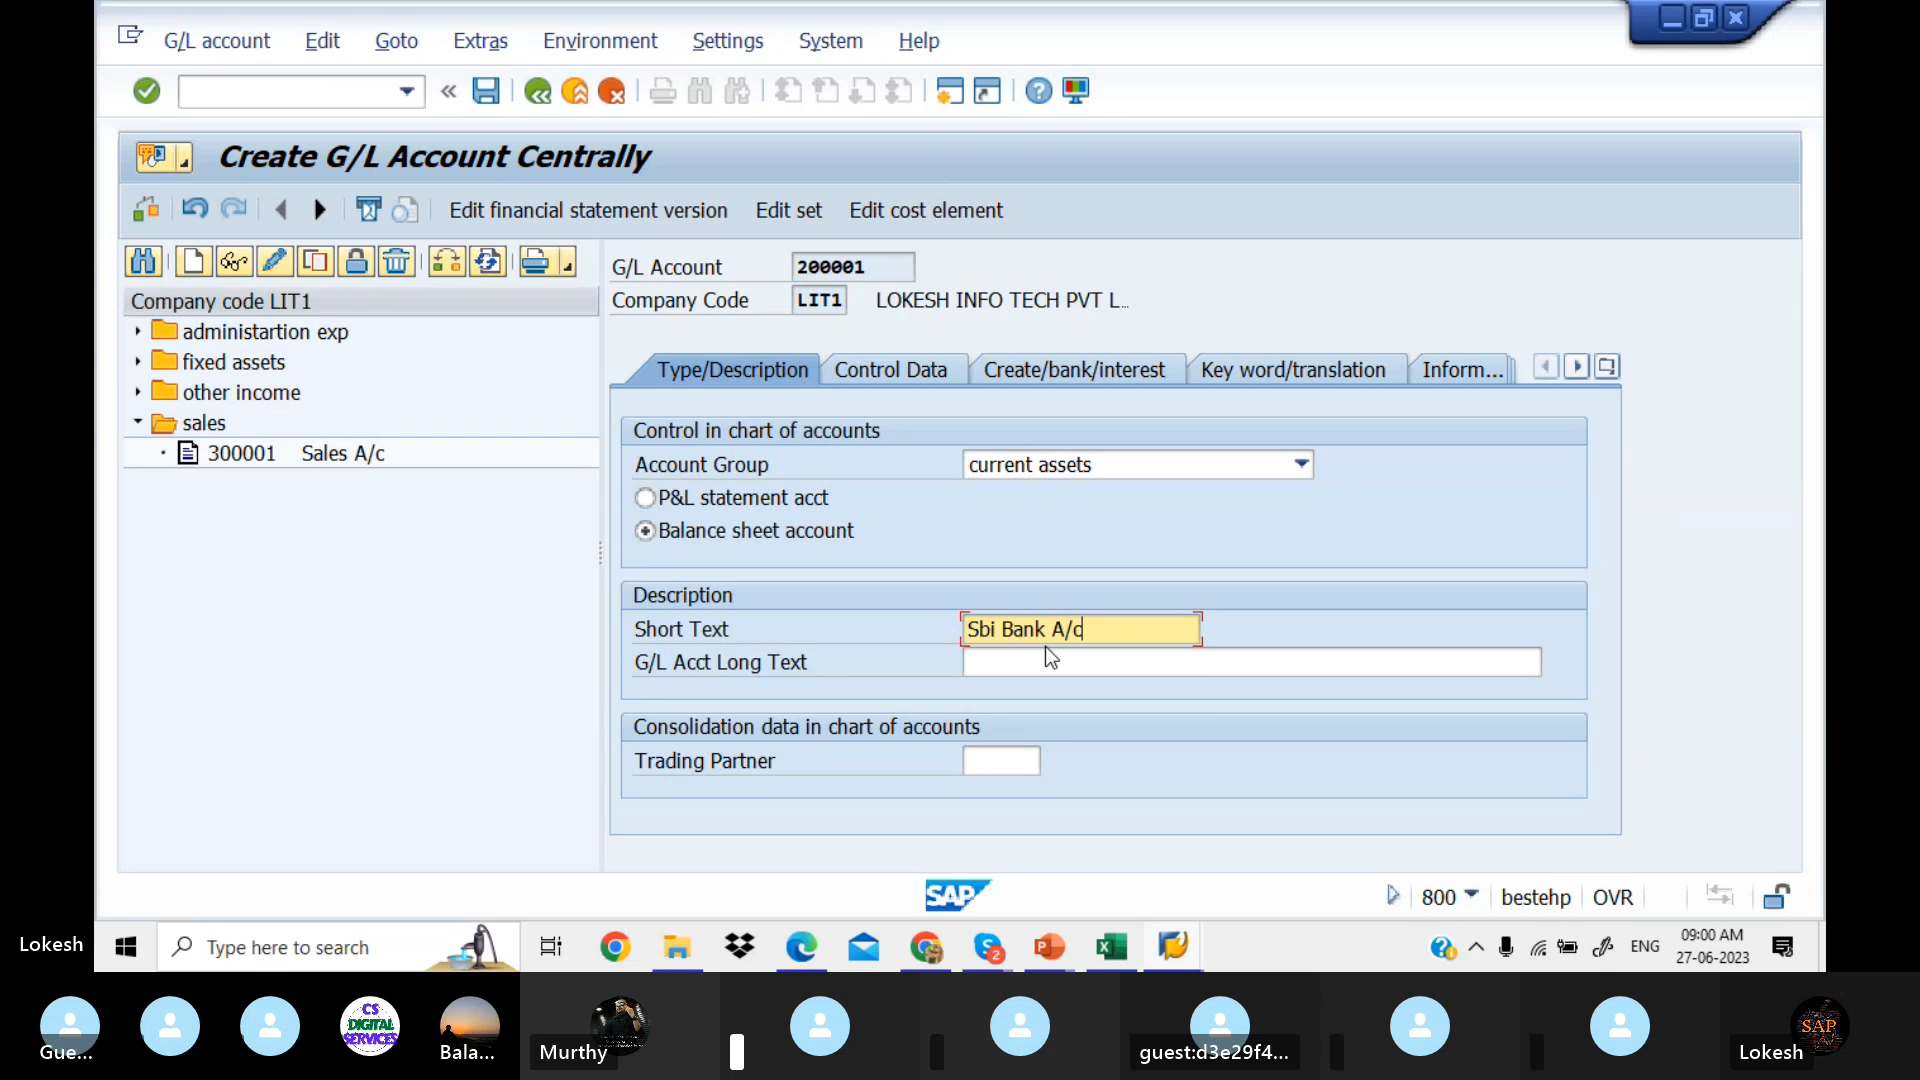 G/L account Edit Goto Extras Environment Settings System Help
Create G/L Account Centrally
Edit financial statement version Edit set Edit cost element
G/L Account 200001
Company code LIT1
Company Code LIT1 LOKESH INFO TECH PVT L...
administartion exp
fixed assets
other income
sales
300001 Sales A/c
Type/Description Control Data Create/bank/interest Key word/translation Inform...
Control in chart of accounts
Account Group current assets
P&L statement acct
Balance sheet account
Description
Short Text Sbi Bank A/c
G/L Acct Long Text
Consolidation data in chart of accounts
Trading Partner
SAP
800 bestehp OVR
Lokesh
Type here to search
2
ENG
09:00 AM
27-06-2023
Gue...
CS
DIGITAL
SERVICES
Bala...
Murthy
guest:d3e29f4...
SAP
Lokesh